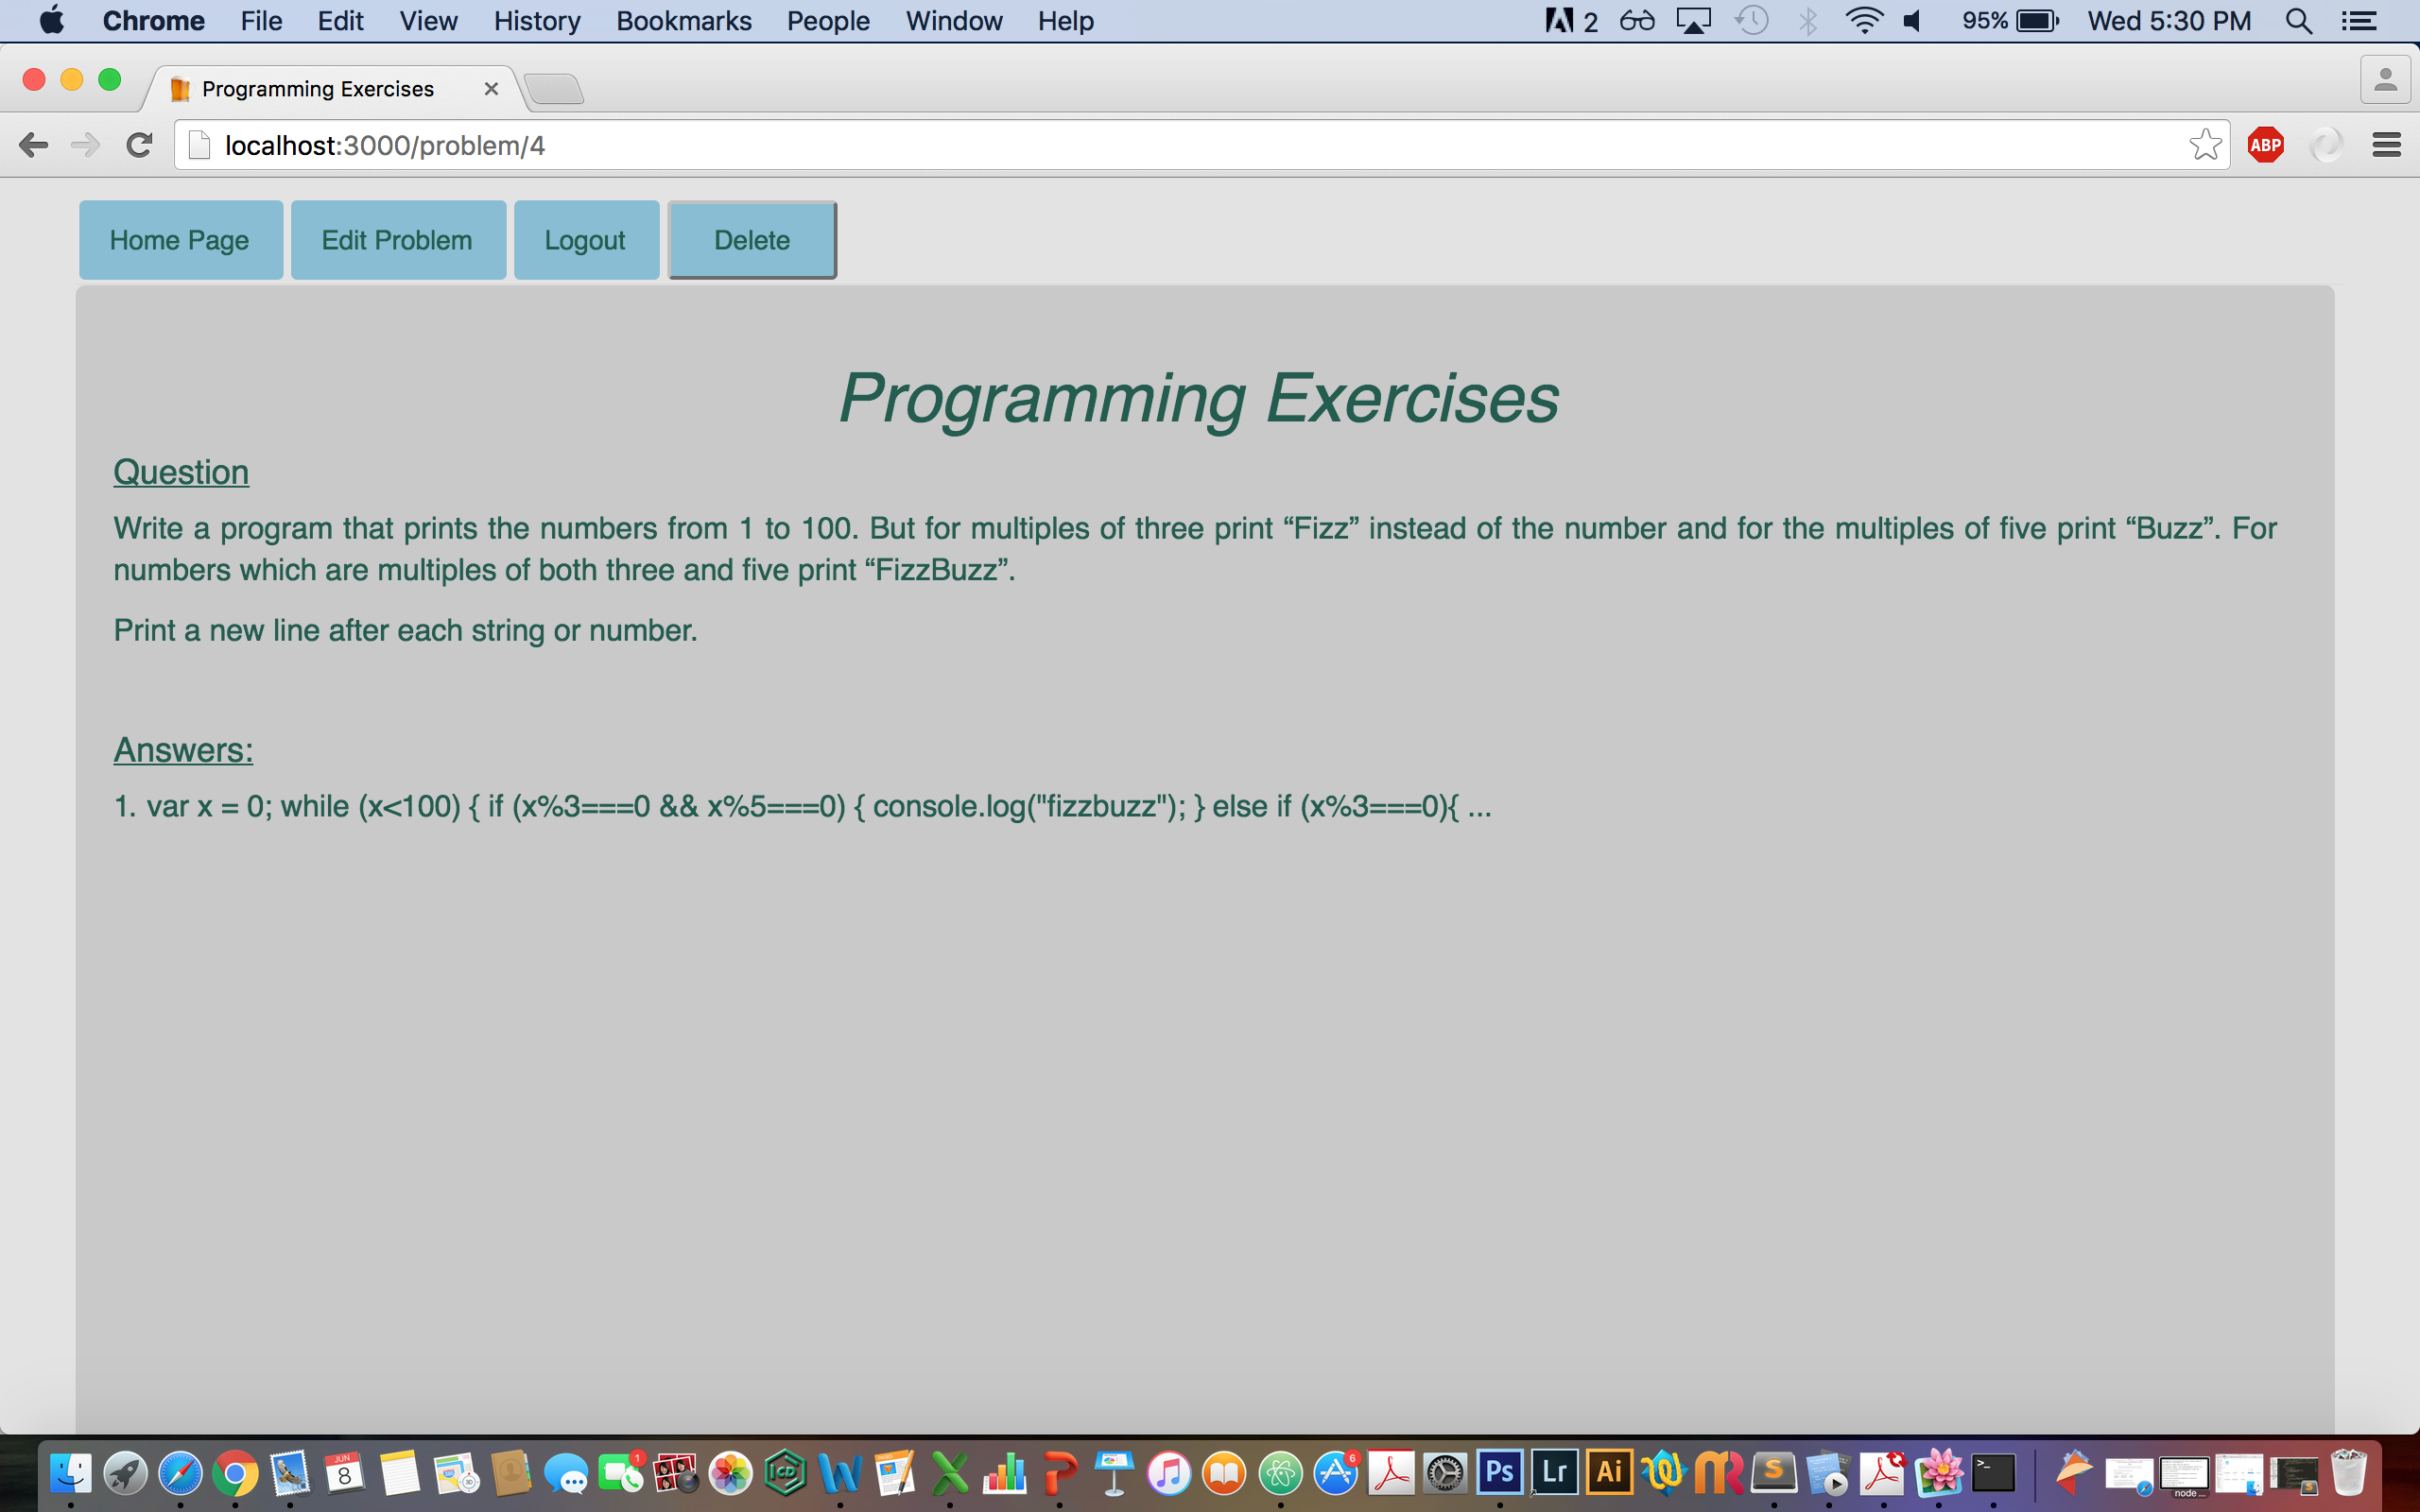 Chrome File Edit View History Bookmarks People Window Help 2 95% Wed 5:30 PM
Programming Exercises
localhost:3000/problem/4
ABP
Home Page Edit Problem Logout Delete
Programming Exercises
Question
Write a program that prints the numbers from 1 to 100. But for multiples of three print “Fizz” instead of the number and for the multiples of five print “Buzz”. For
numbers which are multiples of both three and five print “FizzBuzz”.
Print a new line after each string or number.
Answers:
1. var x = 0; while (x<100) { if (x%3===0 && x%5===0) { console.log("fizzbuzz"); } else if (x%3===0){ ...
JUN
8
1
ICD
6
Ps
Lr
Ai
S
>_
node ...